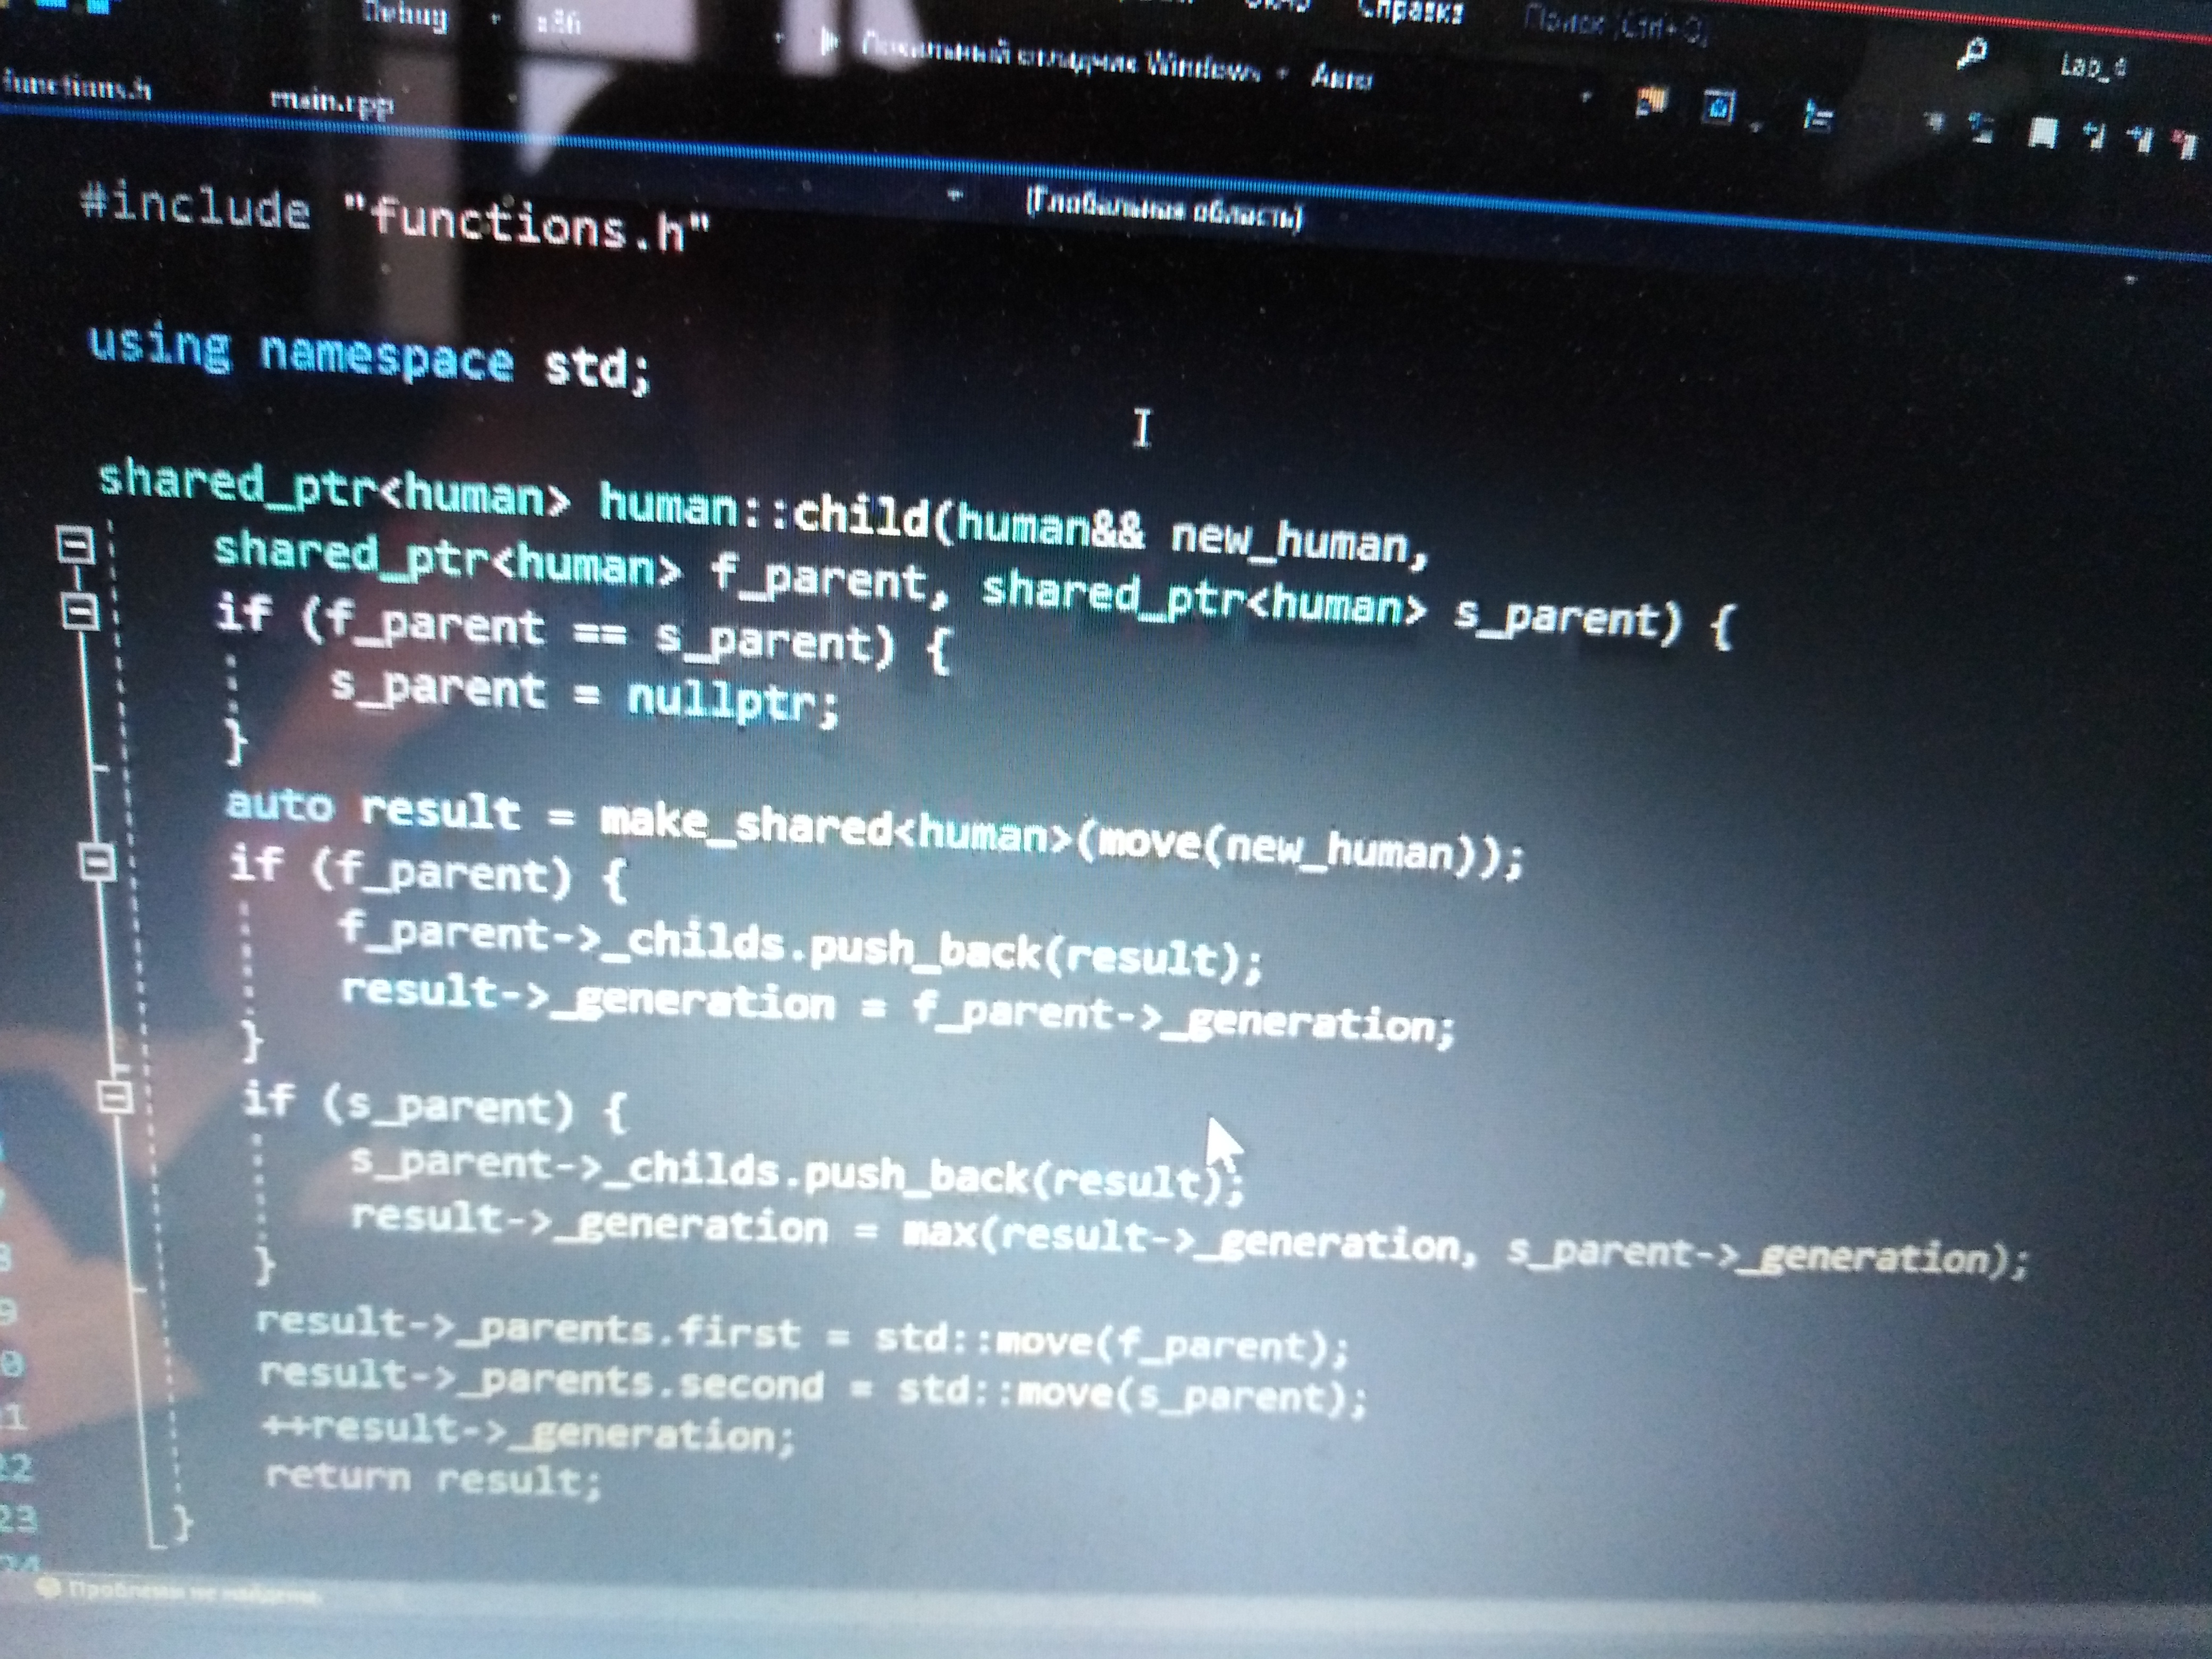 Справка Поиск (Ctrl+Q)
Debug x86 Локальный отладчик Windows Авто Lab_4
functions.h main.cpp
(Глобальная область)
#include "functions.h"
using namespace std;
shared_ptr<human> human::child(human&& new_human,
shared_ptr<human> f_parent, shared_ptr<human> s_parent) {
if (f_parent == s_parent) {
s_parent = nullptr;
}
auto result = make_shared<human>(move(new_human));
if (f_parent) {
f_parent->_childs.push_back(result);
result->_generation = f_parent->_generation;
}
if (s_parent) {
s_parent->_childs.push_back(result);
result->_generation = max(result->_generation, s_parent->_generation);
}
result->_parents.first = std::move(f_parent);
result->_parents.second = std::move(s_parent);
++result->_generation;
22 return result;
23 }
24
Проблемы не найдены.